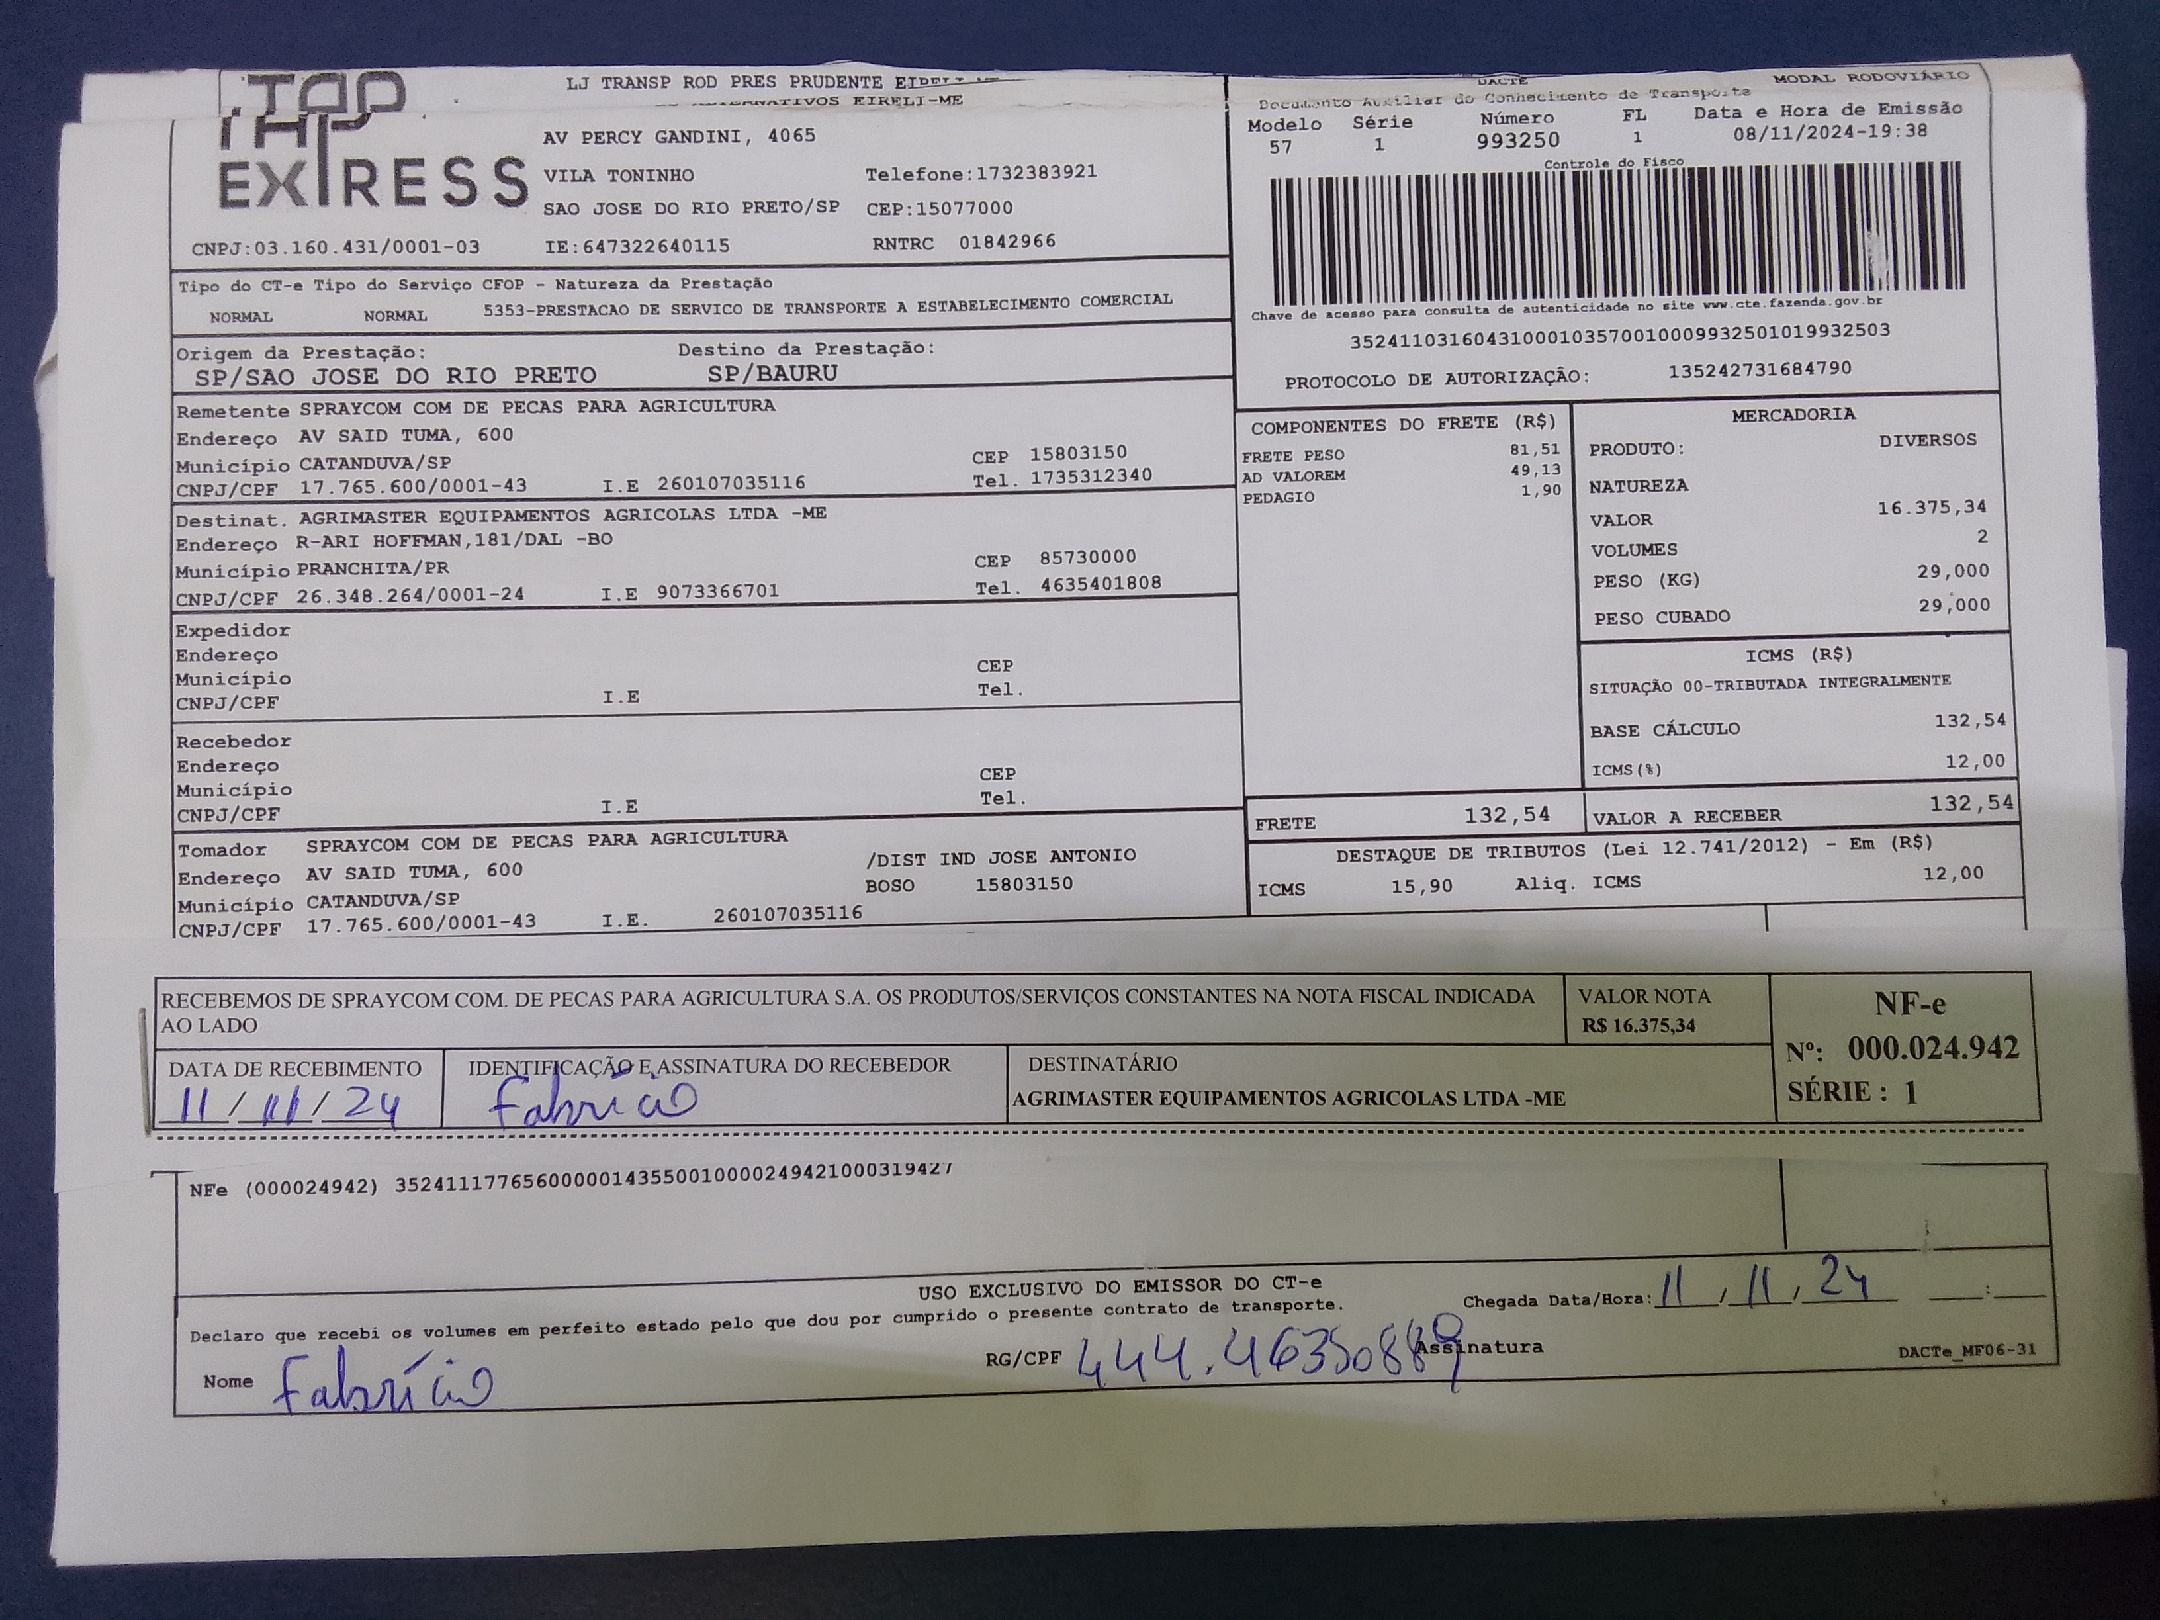 EXPRESS
LJ TRANSP ROD PRES PRUDENTE
EIRELI-ME
AV PERCY GANDINI, 4065
VILA TONINHO Telefone:1732383921
SAO JOSE DO RIO PRETO/SP CEP:15077000
CNPJ:03.160.431/0001-03 IE:647322640115 RNTRC 01842966
DACTE MODAL RODOVIÁRIO
Documento Auxiliar do Conhecimento de Transporte
Modelo Série Número FL Data e Hora de Emissão
57 1 993250 1 08/11/2024-19:38
Controle do Fisco
Chave de acesso para consulta de autenticidade no site www.cte.fazenda.gov.br
35241103160431000103570010009932501019932503
PROTOCOLO DE AUTORIZAÇÃO: 135242731684790
Tipo do CT-e Tipo do Serviço CFOP - Natureza da Prestação
NORMAL NORMAL 5353-PRESTACAO DE SERVICO DE TRANSPORTE A ESTABELECIMENTO COMERCIAL
Origem da Prestação: Destino da Prestação:
SP/SAO JOSE DO RIO PRETO SP/BAURU
Remetente SPRAYCOM COM DE PECAS PARA AGRICULTURA
Endereço AV SAID TUMA, 600
Município CATANDUVA/SP CEP 15803150
CNPJ/CPF 17.765.600/0001-43 I.E 260107035116 Tel. 1735312340
Destinat. AGRIMASTER EQUIPAMENTOS AGRICOLAS LTDA -ME
Endereço R-ARI HOFFMAN,181/DAL -BO
Município PRANCHITA/PR CEP 85730000
CNPJ/CPF 26.348.264/0001-24 I.E 9073366701 Tel. 4635401808
Expedidor
Endereço
Município CEP
CNPJ/CPF I.E Tel.
Recebedor
Endereço
Município CEP
CNPJ/CPF I.E Tel.
Tomador SPRAYCOM COM DE PECAS PARA AGRICULTURA
Endereço AV SAID TUMA, 600 /DIST IND JOSE ANTONIO
BOSO 15803150
Município CATANDUVA/SP
CNPJ/CPF 17.765.600/0001-43 I.E. 260107035116
COMPONENTES DO FRETE (R$)
FRETE PESO 81,51
AD VALOREM 49,13
PEDAGIO 1,90
MERCADORIA
PRODUTO: DIVERSOS
NATUREZA
VALOR 16.375,34
VOLUMES 2
PESO (KG) 29,000
PESO CUBADO 29,000
ICMS (R$)
SITUAÇÃO 00-TRIBUTADA INTEGRALMENTE
BASE CÁLCULO 132,54
ICMS(%) 12,00
FRETE 132,54 VALOR A RECEBER 132,54
DESTAQUE DE TRIBUTOS (Lei 12.741/2012) - Em (R$)
ICMS 15,90 Aliq. ICMS 12,00
RECEBEMOS DE SPRAYCOM COM. DE PECAS PARA AGRICULTURA S.A. OS PRODUTOS/SERVIÇOS CONSTANTES NA NOTA FISCAL INDICADA
AO LADO
VALOR NOTA
R$ 16.375,34
NF-e
Nº: 000.024.942
SÉRIE : 1
DATA DE RECEBIMENTO IDENTIFICAÇÃO E ASSINATURA DO RECEBEDOR DESTINATÁRIO
11/11/24 Fabrício AGRIMASTER EQUIPAMENTOS AGRICOLAS LTDA -ME
NFe (000024942) 35241117765600000143550010000249421000319427
USO EXCLUSIVO DO EMISSOR DO CT-e
Declaro que recebi os volumes em perfeito estado pelo que dou por cumprido o presente contrato de transporte. Chegada Data/Hora: 11, 11, 24 :
Nome Fabrício RG/CPF 444.46350889 Assinatura DACTe_MF06-31